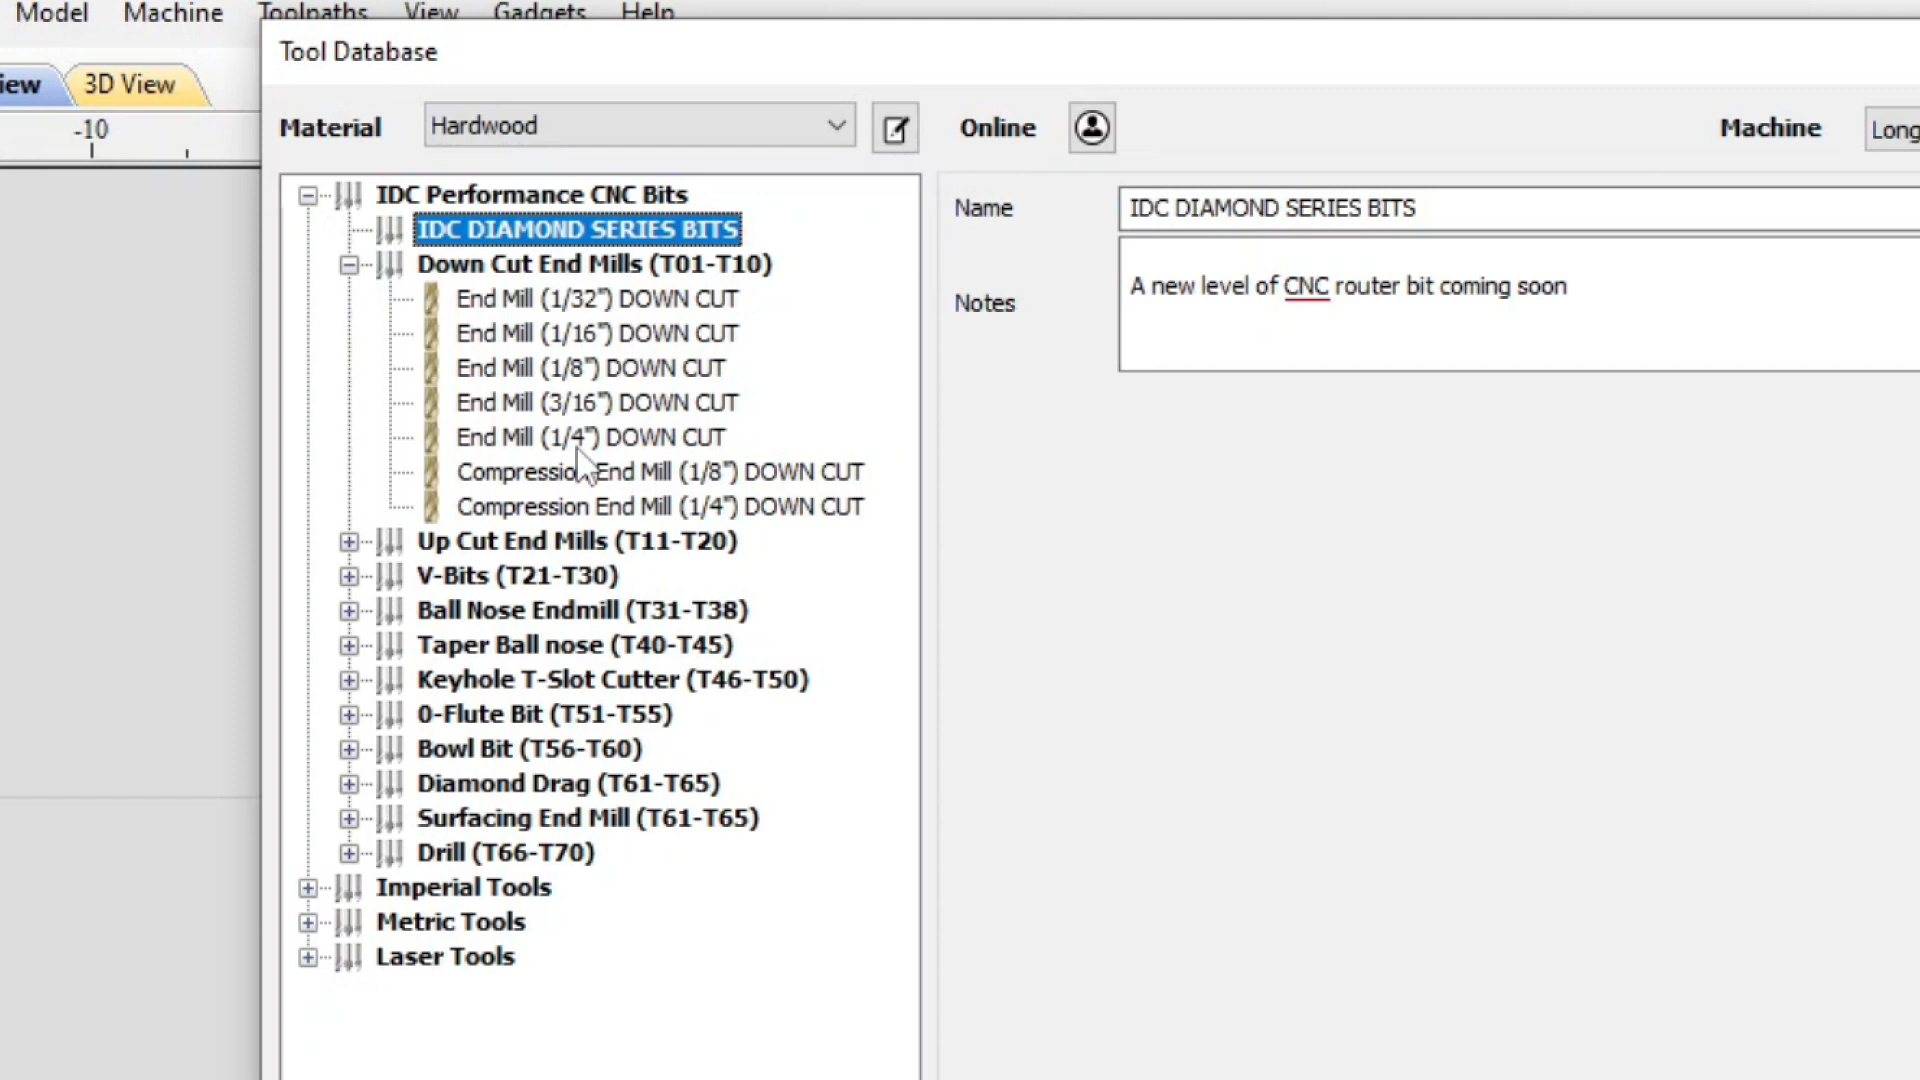 Model Machine Toolpaths View Gadgets Help
Tool Database
iew 3D View
-10
Material Hardwood Online Machine Long
IDC Performance CNC Bits
IDC DIAMOND SERIES BITS
Down Cut End Mills (T01-T10)
End Mill (1/32") DOWN CUT
End Mill (1/16") DOWN CUT
End Mill (1/8") DOWN CUT
End Mill (3/16") DOWN CUT
End Mill (1/4") DOWN CUT
Compression End Mill (1/8") DOWN CUT
Compression End Mill (1/4") DOWN CUT
Up Cut End Mills (T11-T20)
V-Bits (T21-T30)
Ball Nose Endmill (T31-T38)
Taper Ball nose (T40-T45)
Keyhole T-Slot Cutter (T46-T50)
0-Flute Bit (T51-T55)
Bowl Bit (T56-T60)
Diamond Drag (T61-T65)
Surfacing End Mill (T61-T65)
Drill (T66-T70)
Imperial Tools
Metric Tools
Laser Tools
Name IDC DIAMOND SERIES BITS
Notes A new level of CNC router bit coming soon